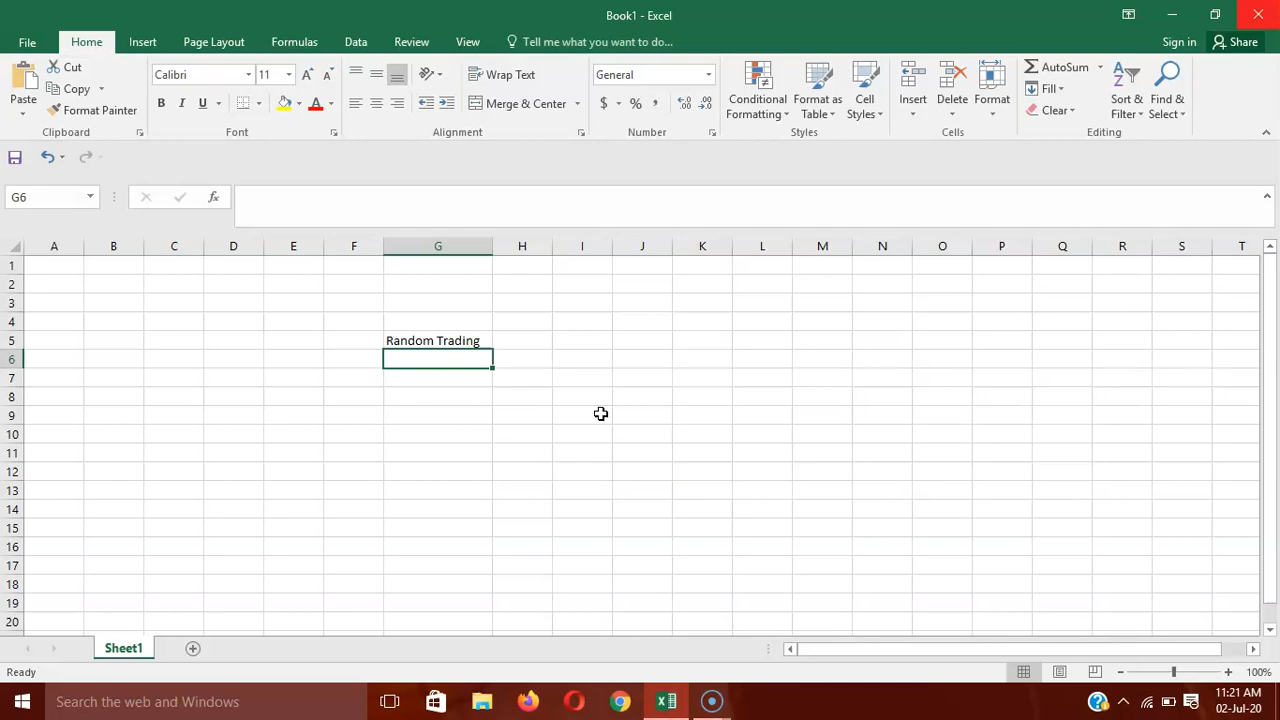 Book1 - Excel
File Home Insert Page Layout Formulas Data Review View Tell me what you want to do... Sign in Share
Cut
Copy
Format Painter
Paste
Clipboard
Calibri 11
B I U
Font
Wrap Text
Merge & Center
Alignment
General
$ % ,
Number
Conditional Formatting
Format as Table
Cell Styles
Styles
Insert Delete Format
Cells
AutoSum
Fill
Clear
Sort & Filter
Find & Select
Editing
G6 fx
A B C D E F G H I J K L M N O P Q R S T
1
2
3
4
5 Random Trading
6
7
8
9
10
11
12
13
14
15
16
17
18
19
20
Sheet1
Ready 100%
Search the web and Windows
11:21 AM
02-Jul-20